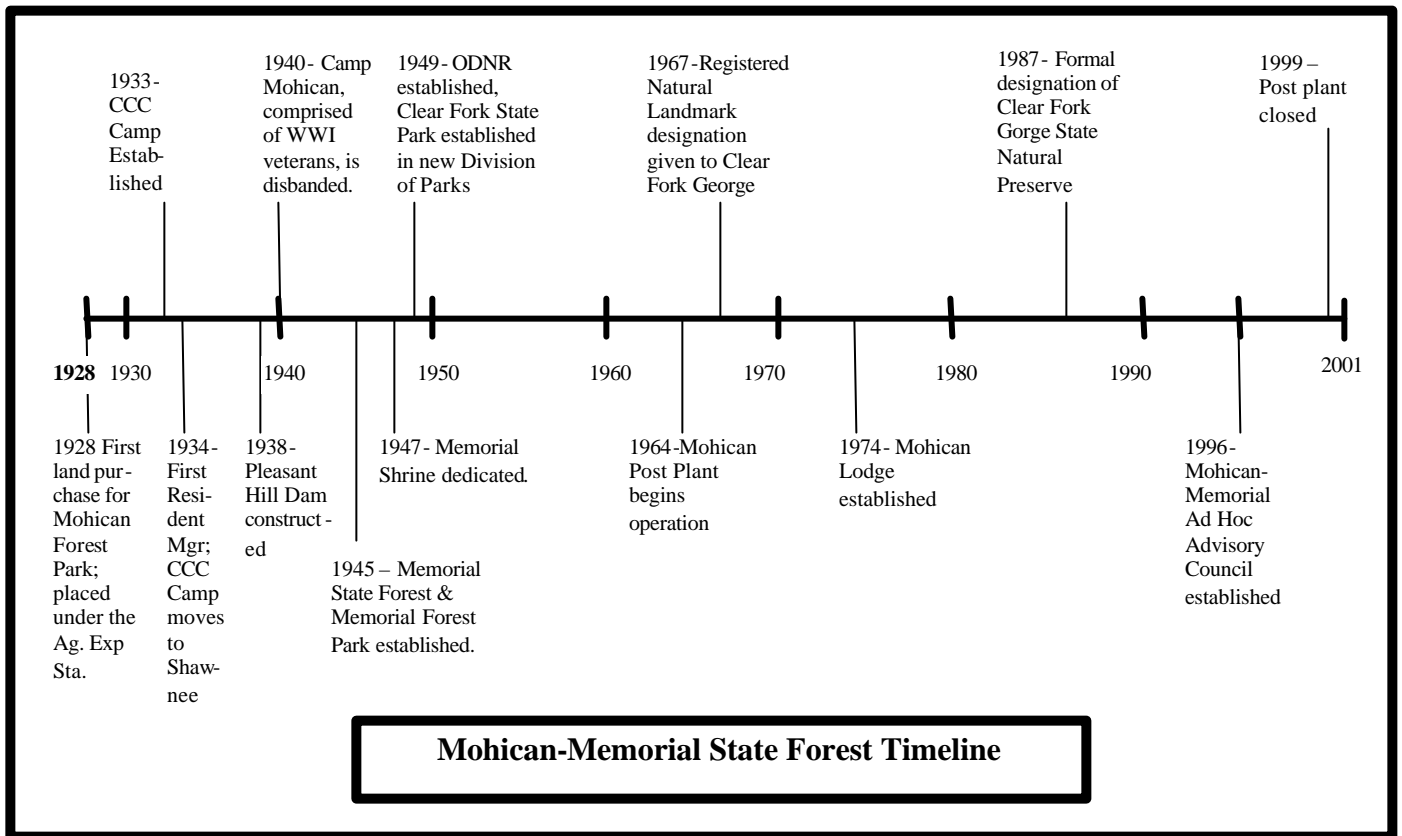 1933-
CCC
Camp
Estab-
lished
1940- Camp
Mohican,
comprised
of WWI
veterans, is
disbanded.
1949- ODNR
established,
Clear Fork State
Park established
in new Division
of Parks
1967-Registered
Natural
Landmark
designation
given to Clear
Fork George
1987- Formal
designation of
Clear Fork
Gorge State
Natural
Preserve
1999 –
Post plant
closed
1928 1930 1940 1950 1960 1970 1980 1990 2001
1928 First
land pur-
chase for
Mohican
Forest
Park;
placed
under the
Ag. Exp
Sta.
1934-
First
Resi-
dent
Mgr;
CCC
Camp
moves
to
Shaw-
nee
1938-
Pleasant
Hill Dam
construct-
ed
1945 – Memorial
State Forest &
Memorial Forest
Park established.
1947- Memorial
Shrine dedicated.
1964-Mohican
Post Plant
begins
operation
1974- Mohican
Lodge
established
1996-
Mohican-
Memorial
Ad Hoc
Advisory
Council
established
Mohican-Memorial State Forest Timeline